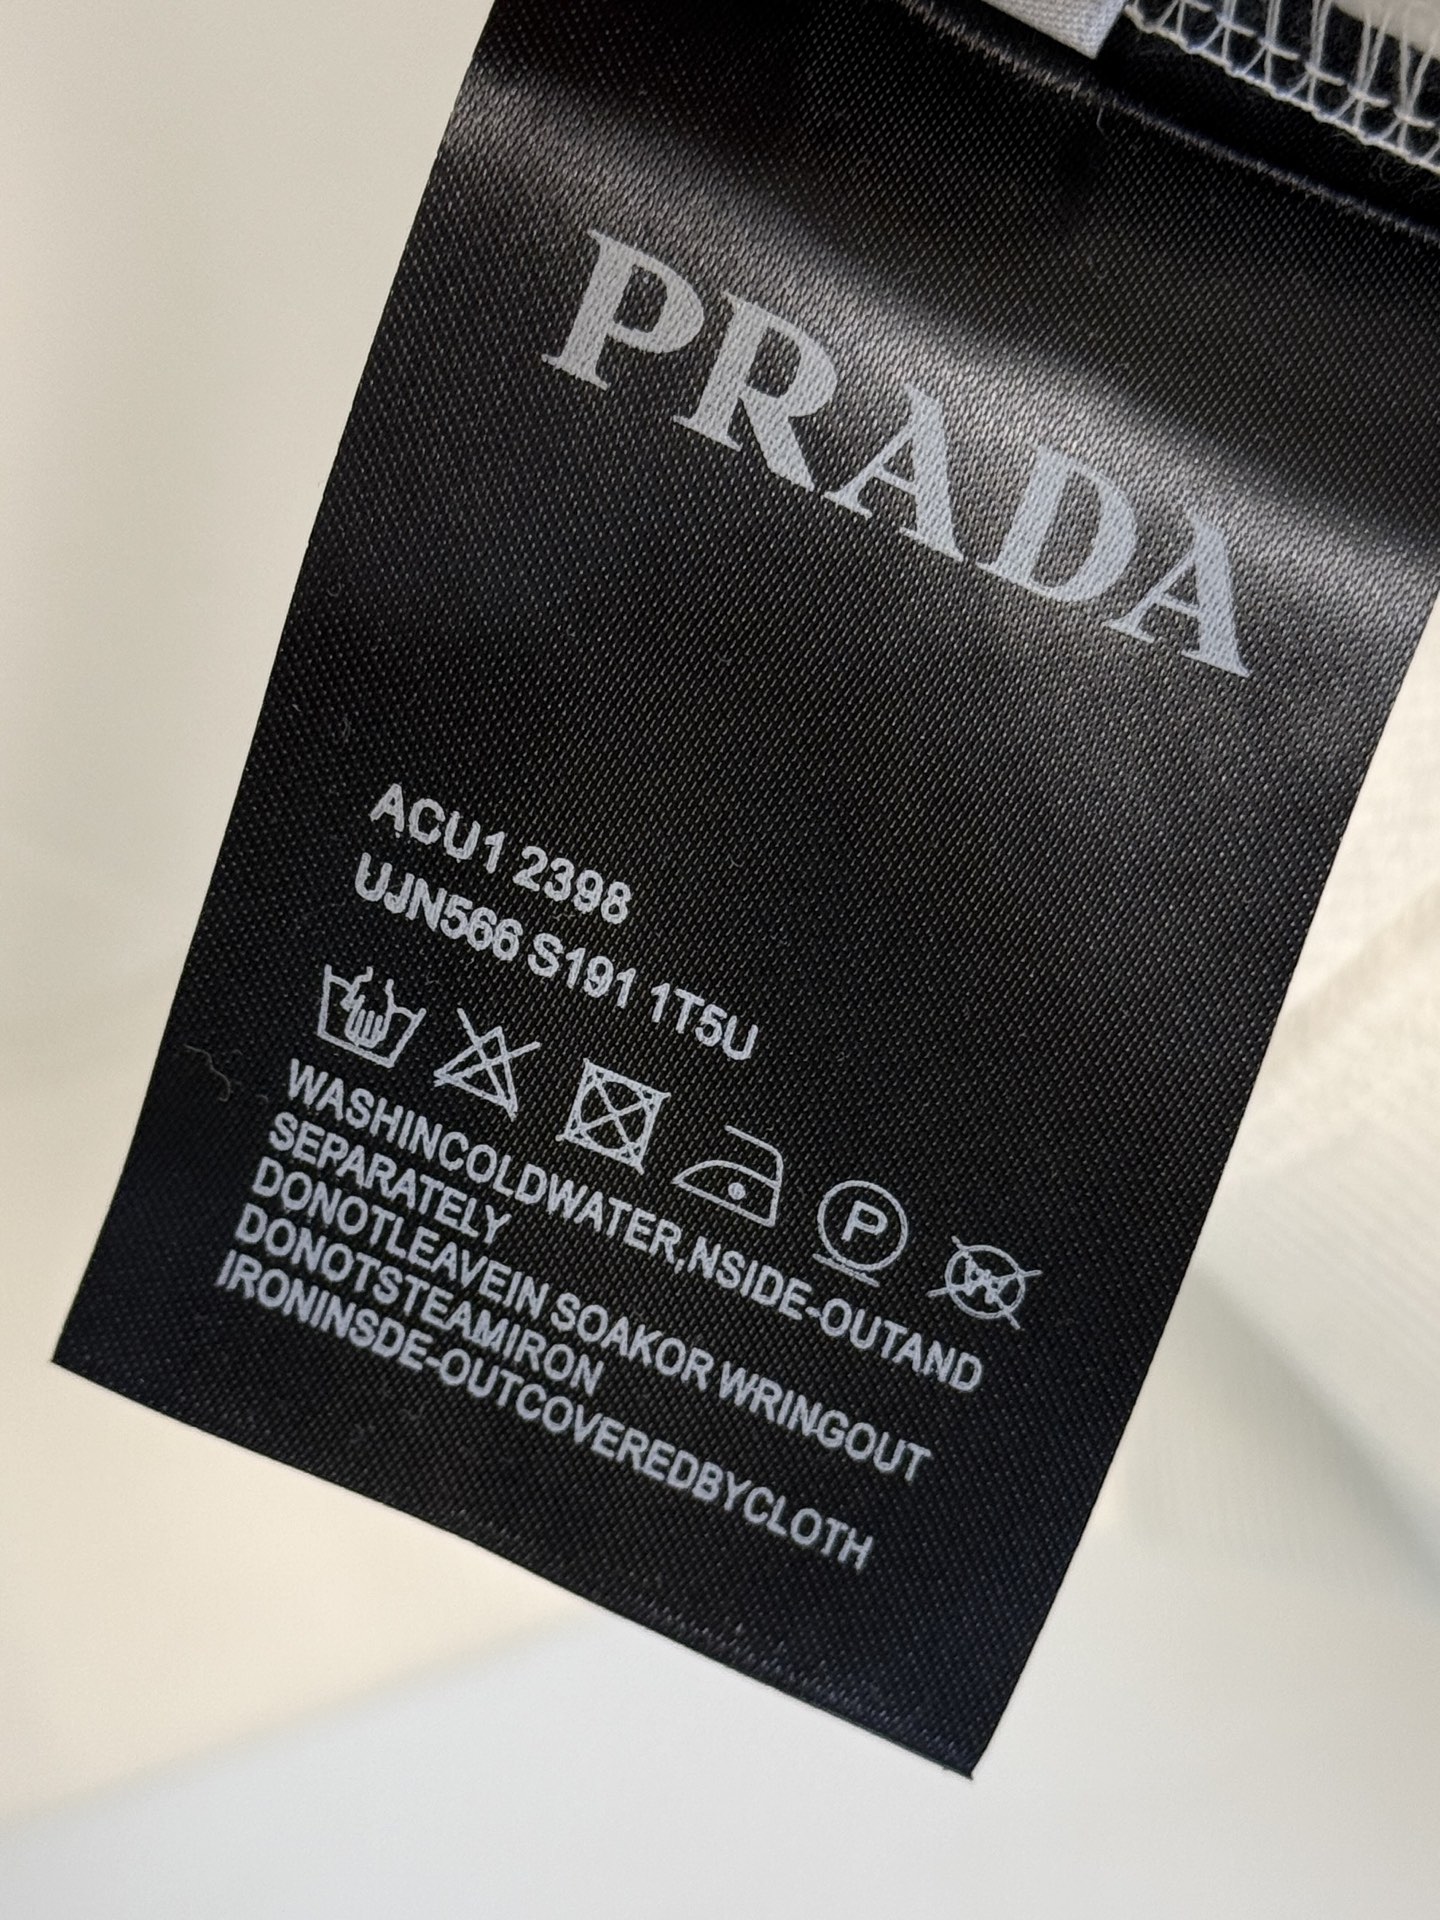 PRADA
ACU1 2398
UJN566 S191 1T5U
P
WASHINCOLDWATER,NSIDE-OUTAND
SEPARATELY
DONOTLEAVEIN SOAKOR WRINGOUT
DONOTSTEAMIRON
IRONINSDE-OUTCOVEREDBYCLOTH